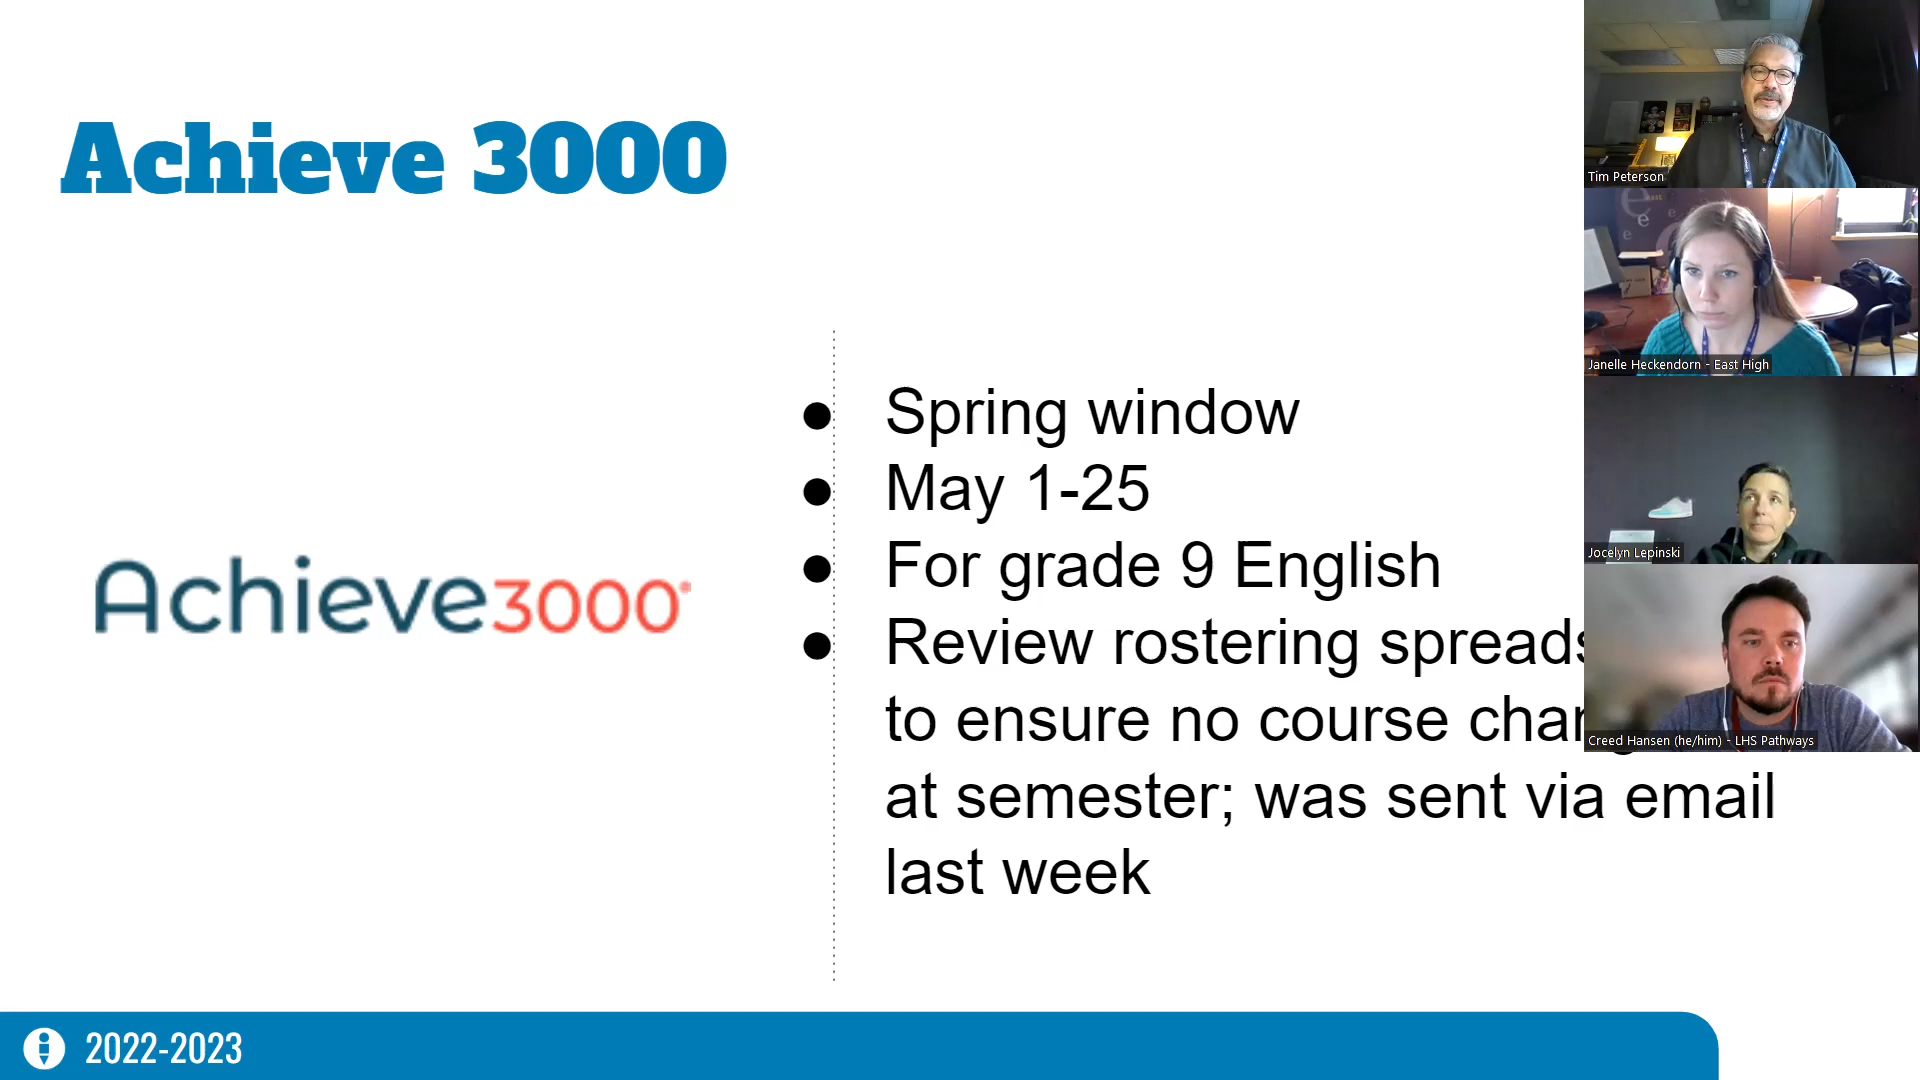 Achieve 3000
Achieve3000
● Spring window
● May 1-25
● For grade 9 English
● Review rostering
to ensure no course
at semester; was sent via email
last week
2022-2023
Tim Peterson
Janelle Heckendorn - East High
Jocelyn Lepinski
Creed Hansen (he/him) - LHS Pathways